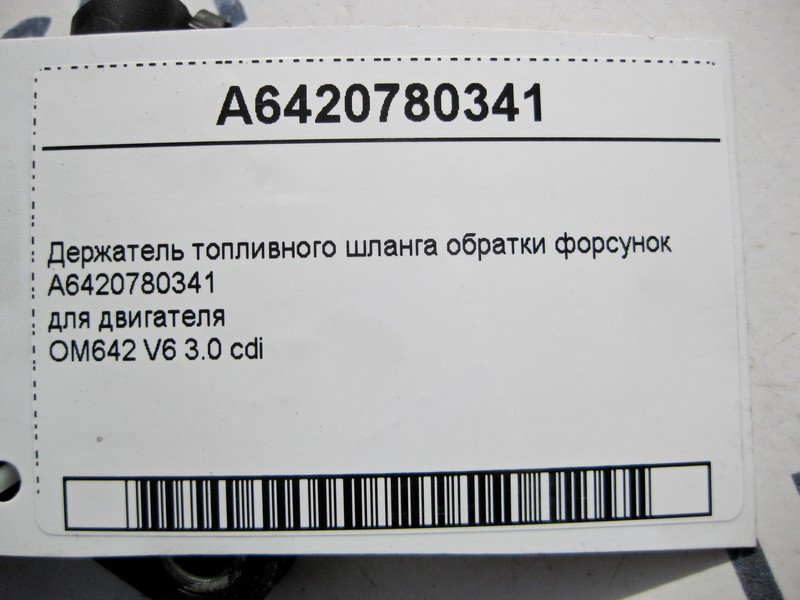 A6420780341
Держатель топливного шланга обратки форсунок
A6420780341
для двигателя
OM642 V6 3.0 cdi